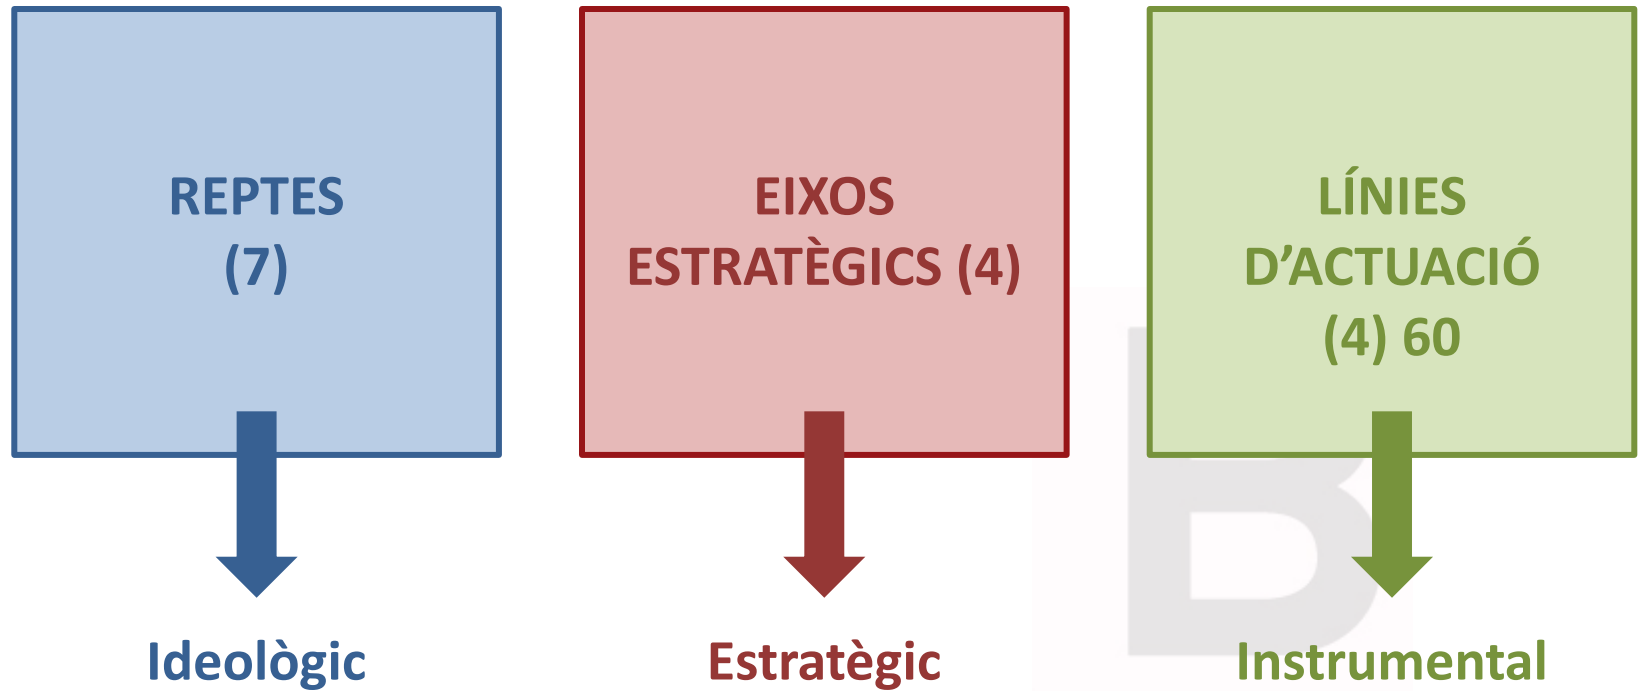 REPTES
(7)
EIXOS
ESTRATÈGICS (4)
LÍNIES
D’ACTUACIÓ
(4) 60
Ideològic
Estratègic
Instrumental
B